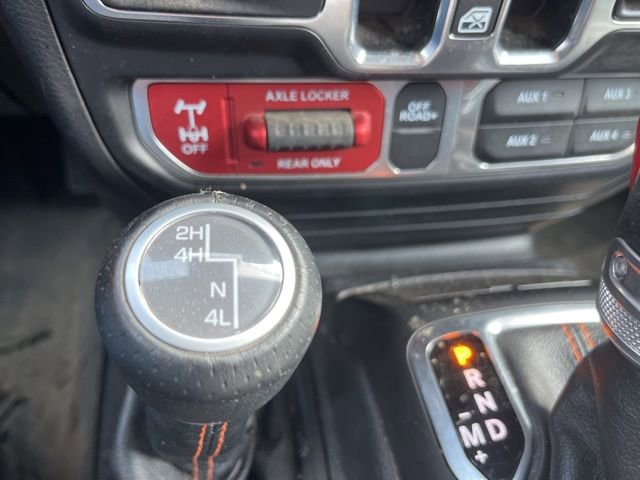 AXLE LOCKER
OFF
REAR ONLY
OFF
ROAD+
AUX 1
AUX 3
AUX 2
AUX 4
2H
4H
N
4L
P
R
N
- D
M
+